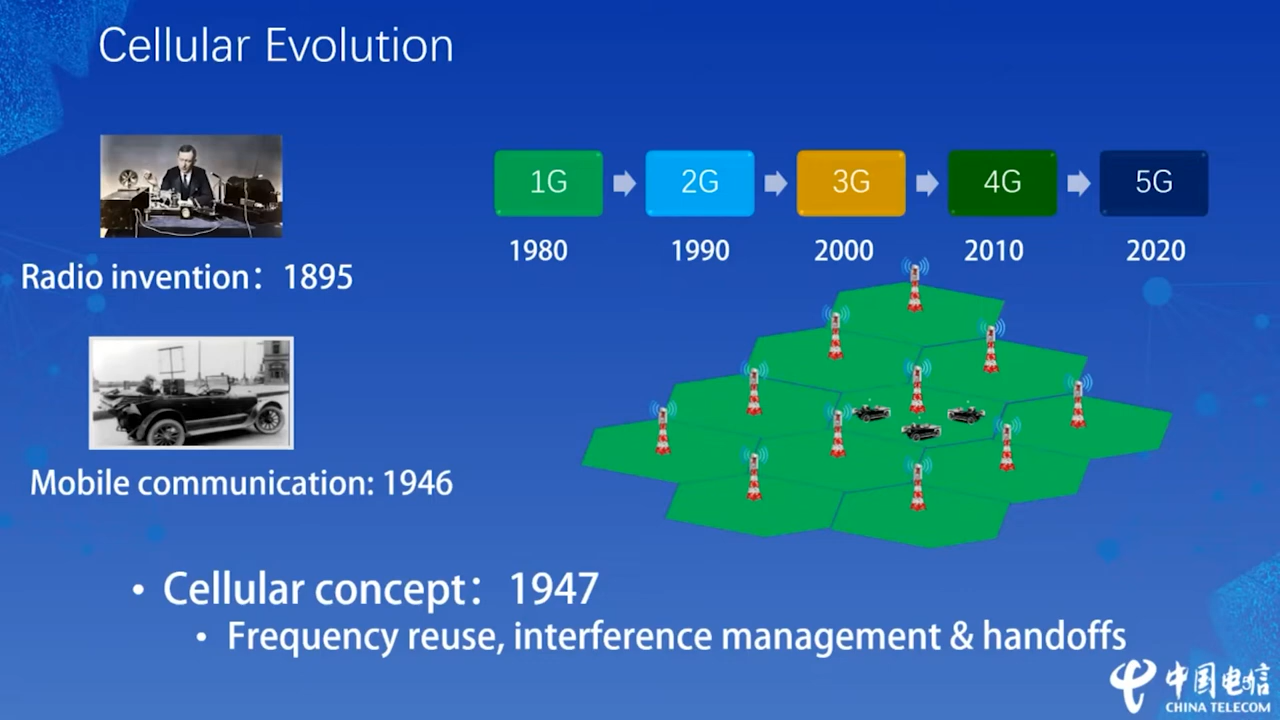 Cellular Evolution
1G
2G
3G
4G
5G
1980
1990
2000
2010
2020
Radio invention：1895
Mobile communication: 1946
• Cellular concept：1947
• Frequency reuse, interference management & handoffs
中国电信
CHINA TELECOM